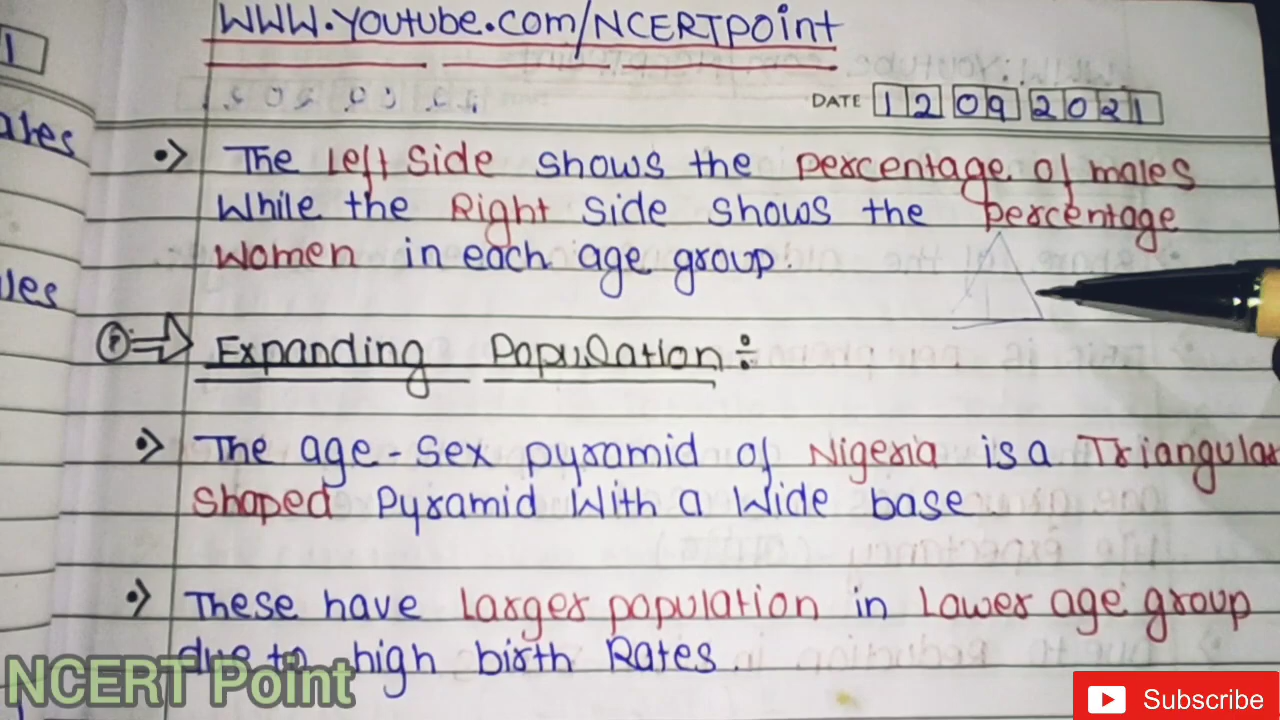 WWW.Youtube.com/NCERTPOINT
DATE 12 09 2021
ates
•> The Left Side shows the percentage of males
While the Right Side shows the percentage
les
Women in each age group.
⇒ Expanding Population ÷
•> The age-Sex pyramid of Nigeria is a Triangular
Shaped Pyramid With a Wide base
•> These have Larger population in Lower age group
due to high birth Rates.
NCERT Point
Subscribe